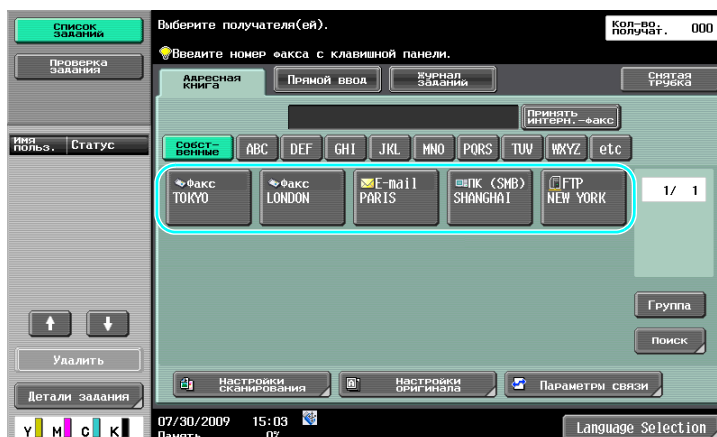 Список
заданий
Проверка
задания
Имя
польз.
Статус
Удалить
Детали задания
Y M C K
Выберите получателя(ей).
Кол-во.
получат.
000
Введите номер факса с клавишной панели.
Адресная
книга
Прямой ввод
Журнал
заданий
Снятая
трубка
Принять
интерн.-факс
Собст-
венные
ABC
DEF
GHI
JKL
MNO
PQRS
TUV
WXYZ
etc
Факс
TOKYO
Факс
LONDON
E-mail
PARIS
ПК (SMB)
SHANGHAI
FTP
NEW YORK
1/ 1
Группа
Поиск
Настройки
сканирования
Настройки
оригинала
Параметры связи
07/30/2009 15:03
Память 0%
Language Selection